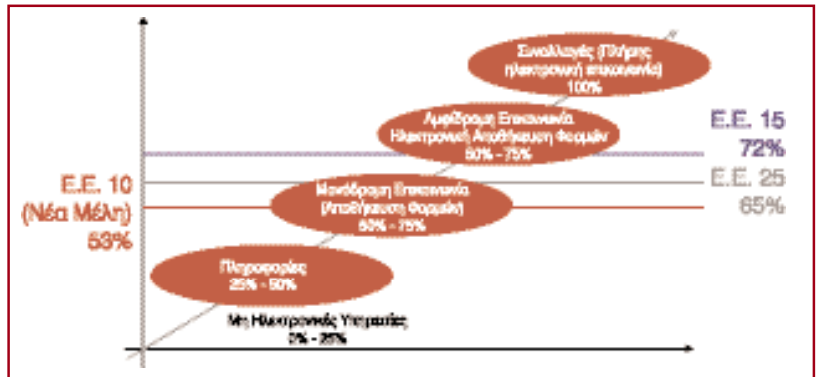 Συναλλαγές (Πλήρης
ηλεκτρονική επικοινωνία)
100%
Αμφίδρομη Επικοινωνία
Ηλεκτρονική Αποθήκευση Φορμών
50% - 75%
Ε.Ε. 15
72%
Ε.Ε. 25
65%
Ε.Ε. 10
(Νέα Μέλη)
53%
Μονόδρομη Επικοινωνία
(Αποθήκευση Φορμών)
50% - 75%
Πληροφορίες
25% - 50%
Μη Ηλεκτρονικές Υπηρεσίες
0% - 25%